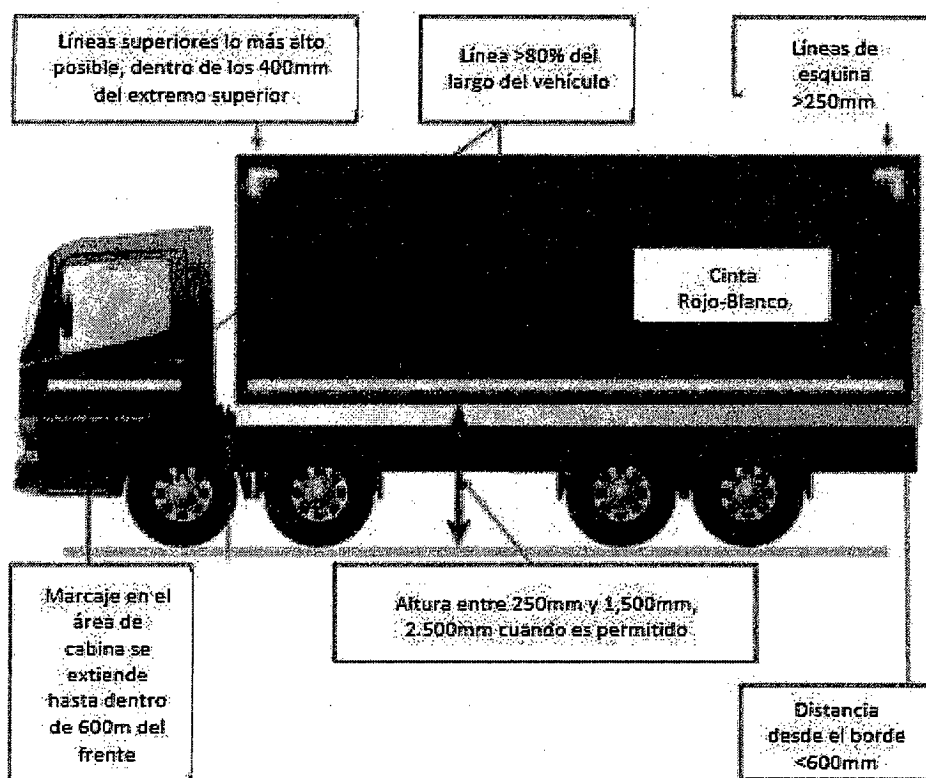 Líneas superiores lo más alto
posible, dentro de los 400mm
del extremo superior
Línea >80% del
largo del vehículo
Líneas de
esquina
>250mm
Cinta
Rojo-Blanco
Marcaje en el
área de
cabina se
extiende
hasta dentro
de 600m del
frente
Altura entre 250mm y 1,500mm,
2.500mm cuando es permitido
Distancia
desde el borde
<600mm